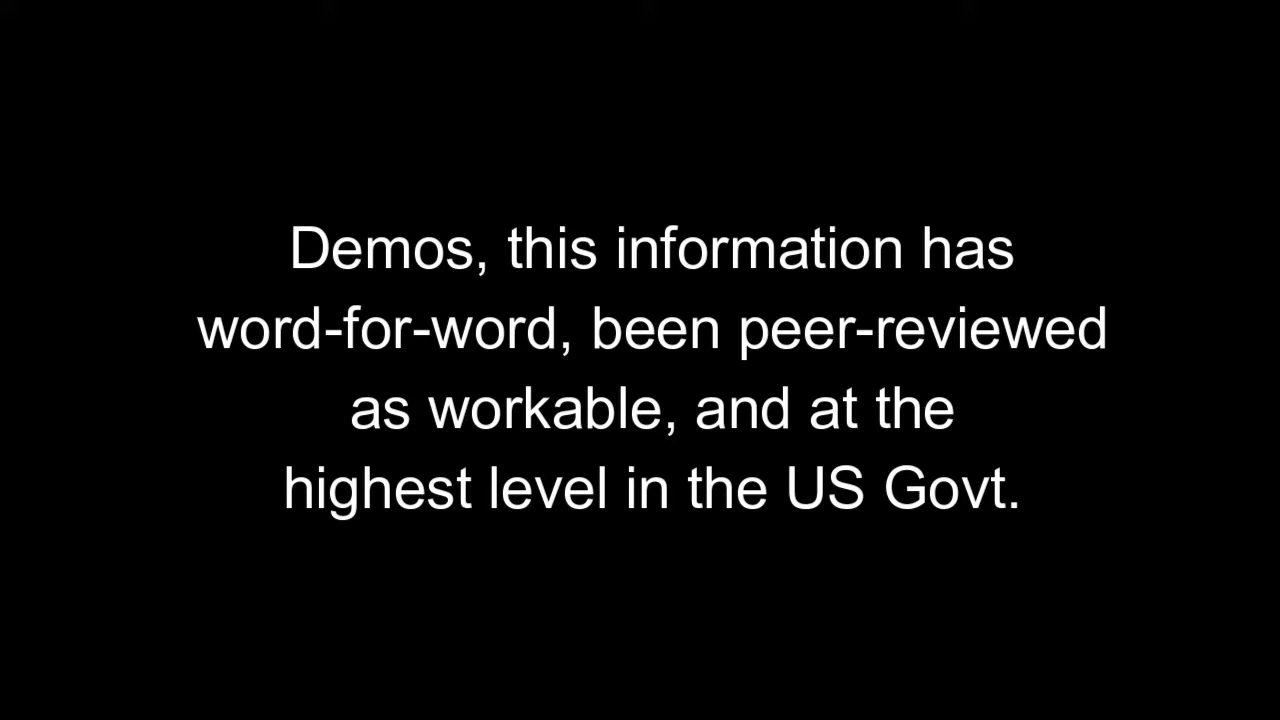 Demos, this information has
word-for-word, been peer-reviewed
as workable, and at the
highest level in the US Govt.